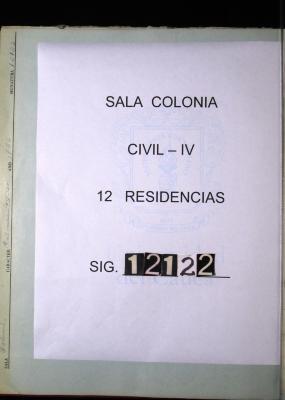 SALA COLONIA
CIVIL – IV
12 RESIDENCIAS
SIG. 12122